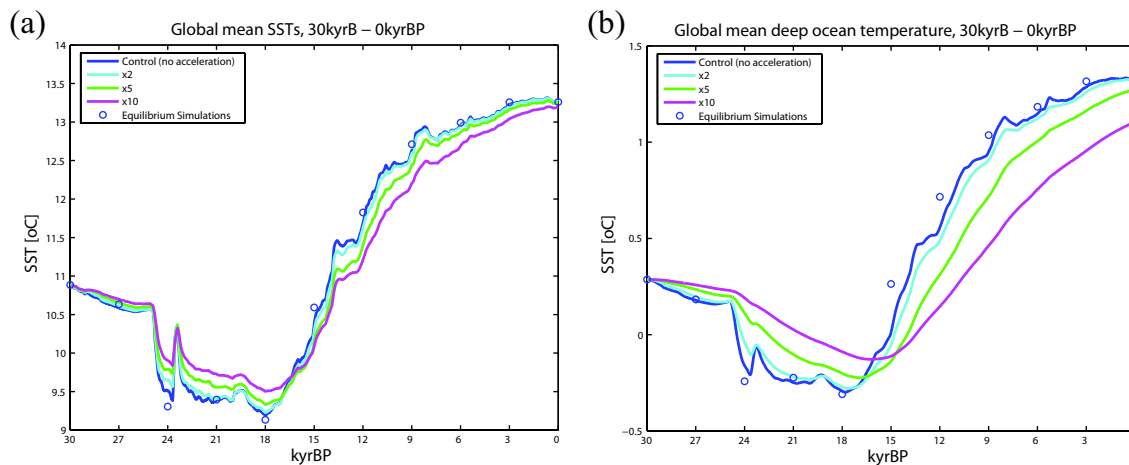 (a)
Global mean SSTs, 30kyrB – 0kyrBP
14
13.5
13
12.5
12
11.5
11
10.5
10
9.5
9
SST [oC]
Control (no acceleration)
x2
x5
x10
Equilibrium Simulations
30 27 24 21 18 15 12 9 6 3 0
kyrBP
(b)
Global mean deep ocean temperature, 30kyrB – 0kyrBP
1.5
1
0.5
0
−0.5
SST [oC]
Control (no acceleration)
x2
x5
x10
Equilibrium Simulations
30 27 24 21 18 15 12 9 6 3
kyrBP